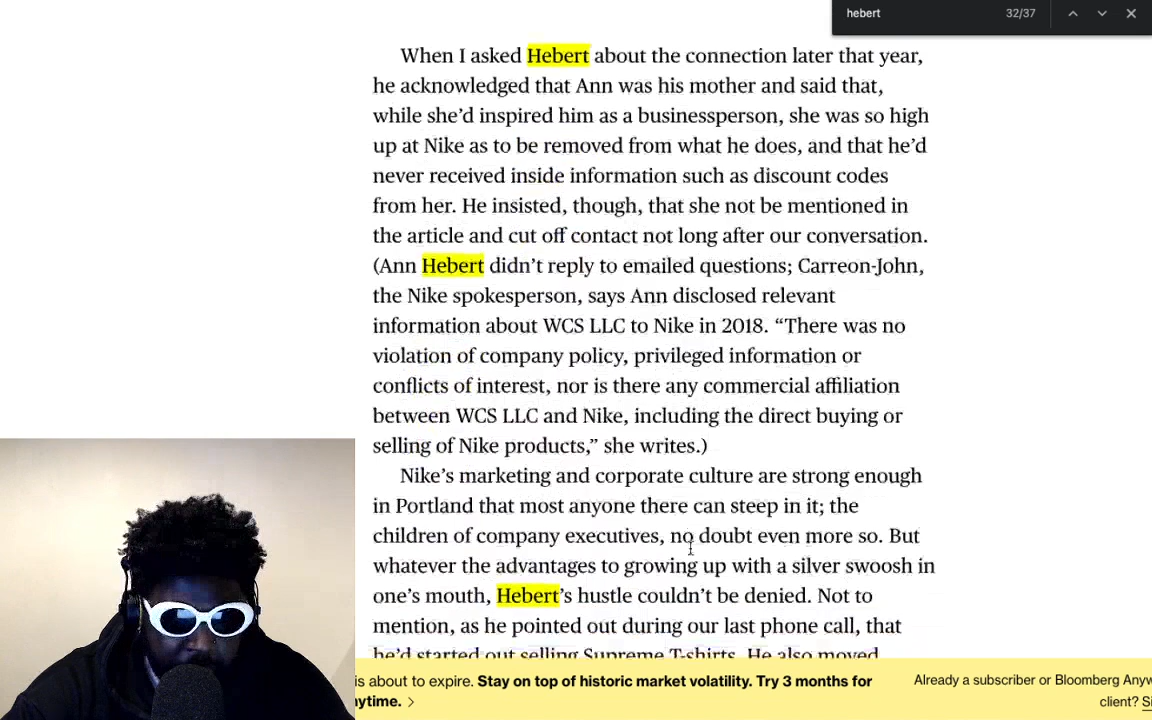 hebert 32/37
When I asked Hebert about the connection later that year,
he acknowledged that Ann was his mother and said that,
while she’d inspired him as a businessperson, she was so high
up at Nike as to be removed from what he does, and that he’d
never received inside information such as discount codes
from her. He insisted, though, that she not be mentioned in
the article and cut off contact not long after our conversation.
(Ann Hebert didn’t reply to emailed questions; Carreon-John,
the Nike spokesperson, says Ann disclosed relevant
information about WCS LLC to Nike in 2018. “There was no
violation of company policy, privileged information or
conflicts of interest, nor is there any commercial affiliation
between WCS LLC and Nike, including the direct buying or
selling of Nike products,” she writes.)
Nike’s marketing and corporate culture are strong enough
in Portland that most anyone there can steep in it; the
children of company executives, no doubt even more so. But
whatever the advantages to growing up with a silver swoosh in
one’s mouth, Hebert’s hustle couldn’t be denied. Not to
mention, as he pointed out during our last phone call, that
he’d started out selling Supreme T-shirts. He also moved
is about to expire. Stay on top of historic market volatility. Try 3 months for
ytime. >
Already a subscriber or Bloomberg Anyw
client? Si